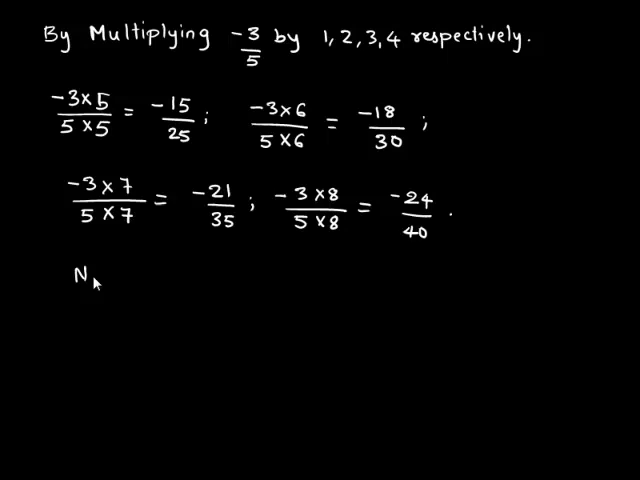 By Multiplying -3/5 by 1, 2, 3, 4 respectively.
-3×5/5×5 = -15/25 ; -3×6/5×6 = -18/30 ;
-3×7/5×7 = -21/35 ; -3×8/5×8 = -24/40 .
N